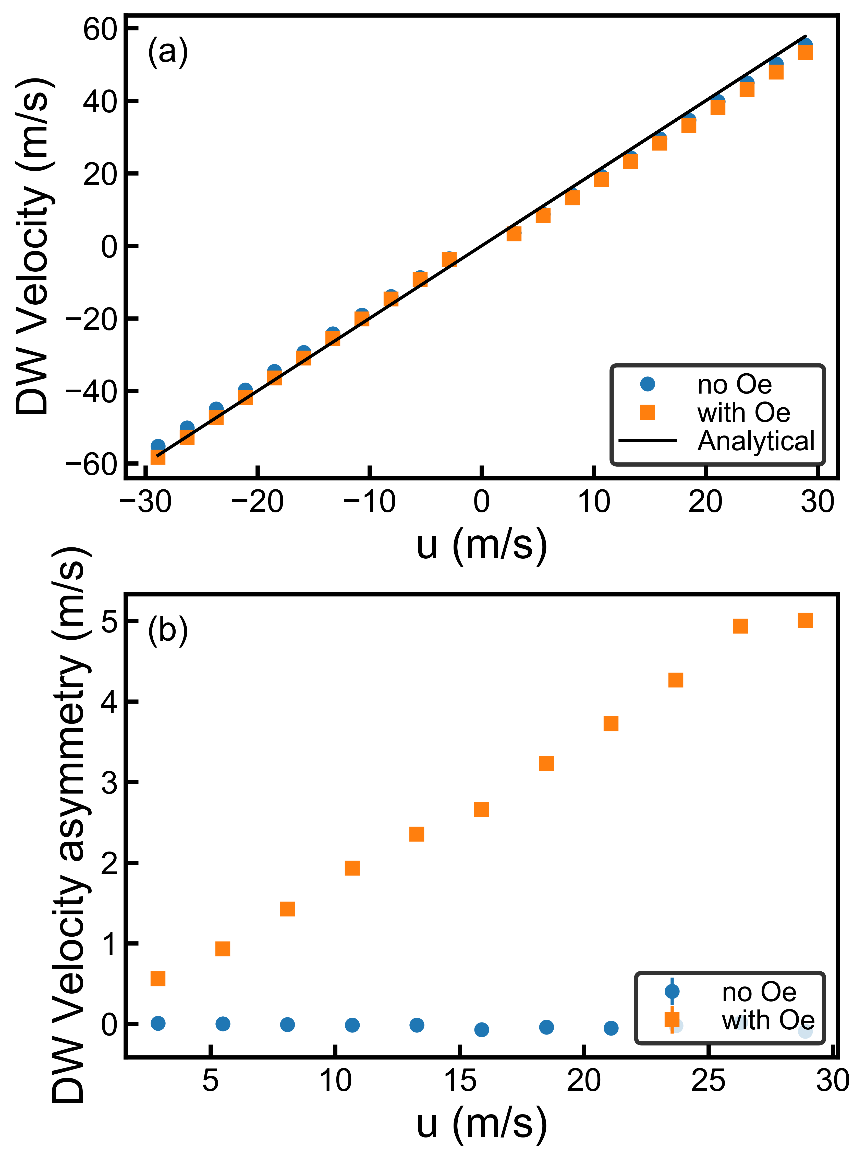 (a)
DW Velocity (m/s)
60
40
20
0
−20
−40
−60
no Oe
with Oe
Analytical
−30
−20
−10
0
10
20
30
u (m/s)
(b)
DW Velocity asymmetry (m/s)
5
4
3
2
1
0
no Oe
with Oe
5
10
15
20
25
30
u (m/s)